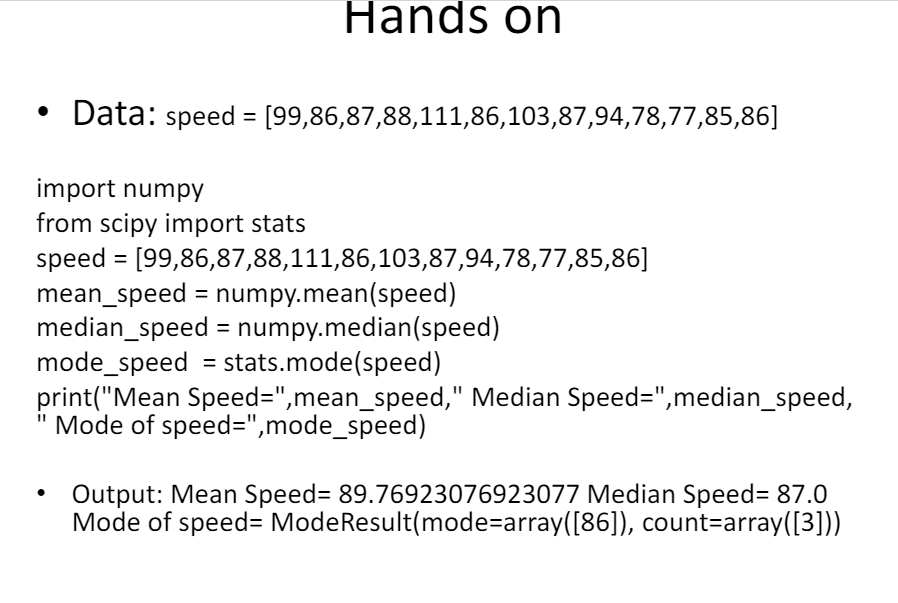 Hands on
• Data: speed = [99,86,87,88,111,86,103,87,94,78,77,85,86]
import numpy
from scipy import stats
speed = [99,86,87,88,111,86,103,87,94,78,77,85,86]
mean_speed = numpy.mean(speed)
median_speed = numpy.median(speed)
mode_speed  = stats.mode(speed)
print("Mean Speed=",mean_speed," Median Speed=",median_speed,
" Mode of speed=",mode_speed)
• Output: Mean Speed= 89.76923076923077 Median Speed= 87.0
Mode of speed= ModeResult(mode=array([86]), count=array([3]))